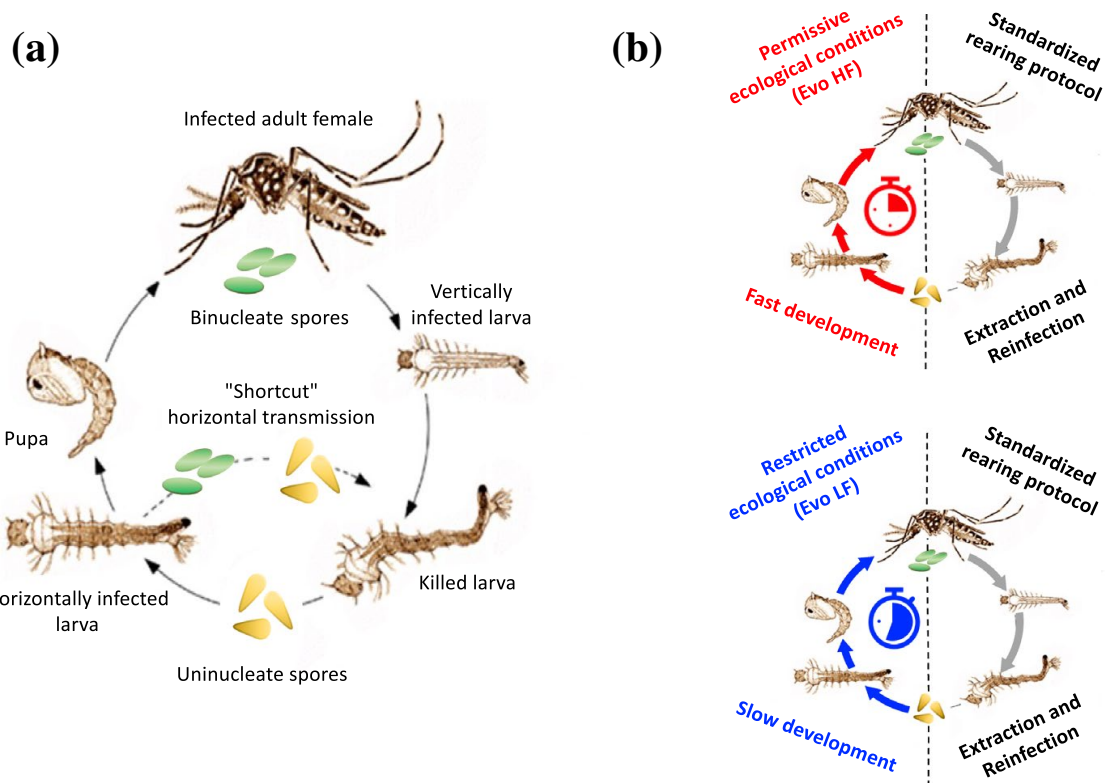 (a)
Infected adult female
Binucleate spores
Vertically
infected larva
"Shortcut"
horizontal transmission
Pupa
Killed larva
orizontally infected
larva
Uninucleate spores
(b)
Permissive
ecological conditions
(Evo HF)
Standardized
rearing protocol
Fast development
Extraction and
Reinfection
Restricted
ecological conditions
(Evo LF)
Standardized
rearing protocol
Slow development
Extraction and
Reinfection